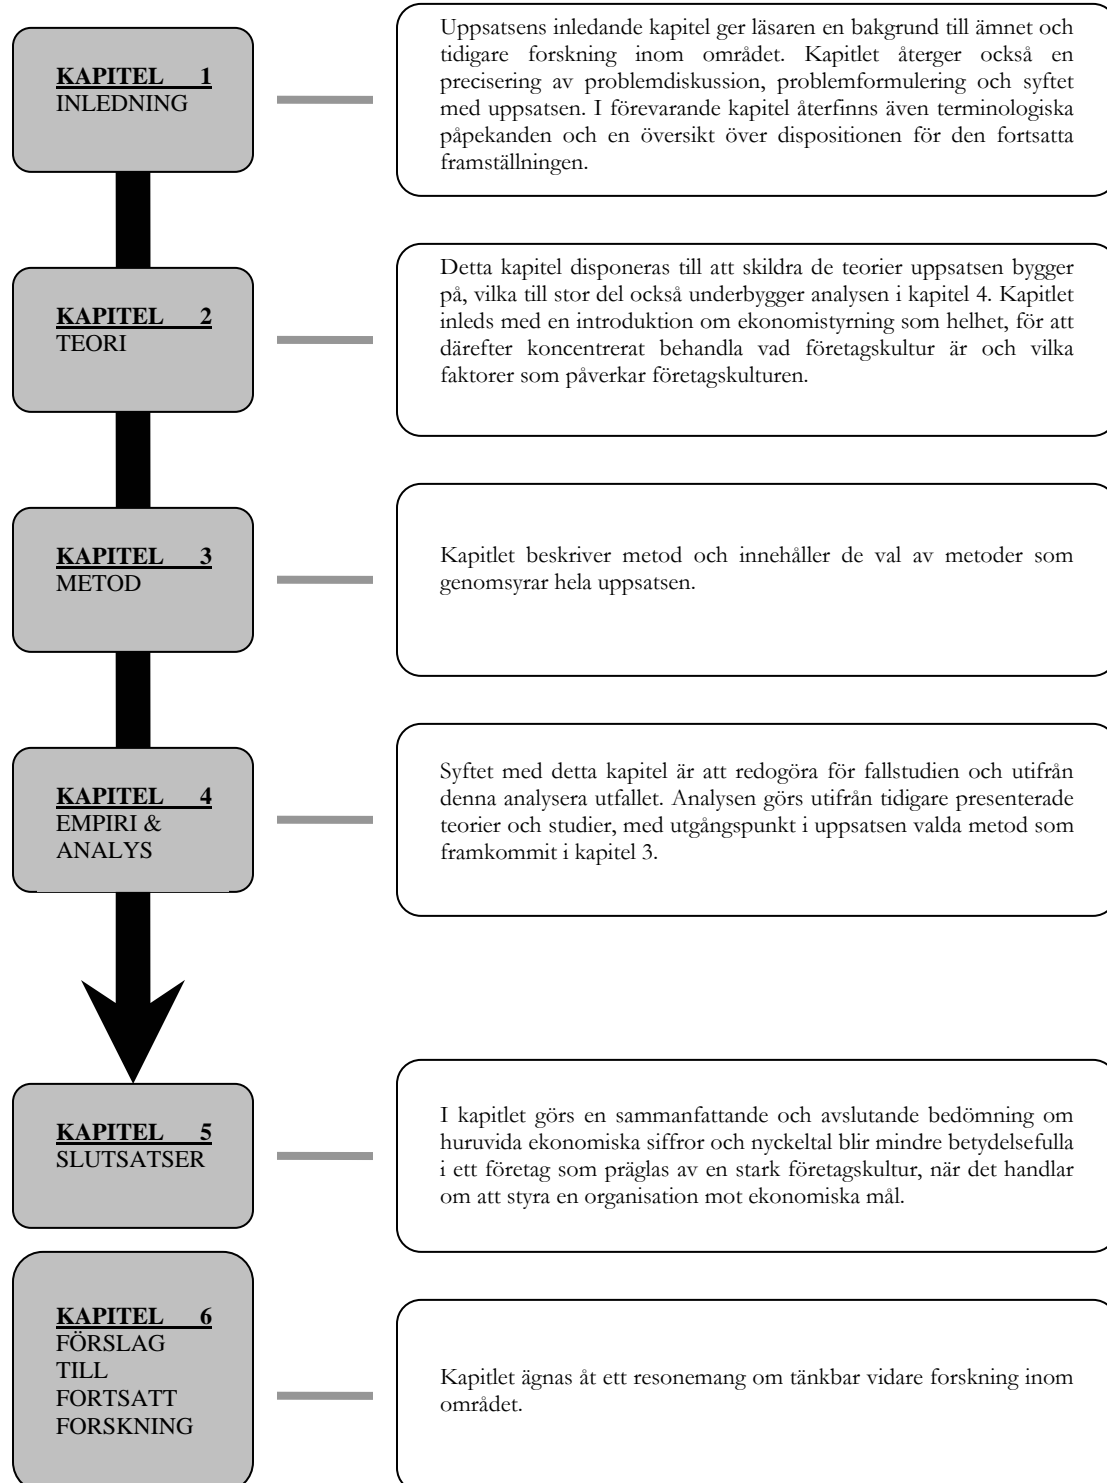 KAPITEL 1
INLEDNING
Uppsatsens inledande kapitel ger läsaren en bakgrund till ämnet och
tidigare forskning inom området. Kapitlet återger också en
precisering av problemdiskussion, problemformulering och syftet
med uppsatsen. I förevarande kapitel återfinns även terminologiska
påpekanden och en översikt över dispositionen för den fortsatta
framställningen.
KAPITEL 2
TEORI
Detta kapitel disponeras till att skildra de teorier uppsatsen bygger
på, vilka till stor del också underbygger analysen i kapitel 4. Kapitlet
inleds med en introduktion om ekonomistyrning som helhet, för att
därefter koncentrerat behandla vad företagskultur är och vilka
faktorer som påverkar företagskulturen.
KAPITEL 3
METOD
Kapitlet beskriver metod och innehåller de val av metoder som
genomsyrar hela uppsatsen.
KAPITEL 4
EMPIRI &
ANALYS
Syftet med detta kapitel är att redogöra för fallstudien och utifrån
denna analysera utfallet. Analysen görs utifrån tidigare presenterade
teorier och studier, med utgångspunkt i uppsatsen valda metod som
framkommit i kapitel 3.
KAPITEL 5
SLUTSATSER
I kapitlet görs en sammanfattande och avslutande bedömning om
huruvida ekonomiska siffror och nyckeltal blir mindre betydelsefulla
i ett företag som präglas av en stark företagskultur, när det handlar
om att styra en organisation mot ekonomiska mål.
KAPITEL 6
FÖRSLAG
TILL
FORTSATT
FORSKNING
Kapitlet ägnas åt ett resonemang om tänkbar vidare forskning inom
området.